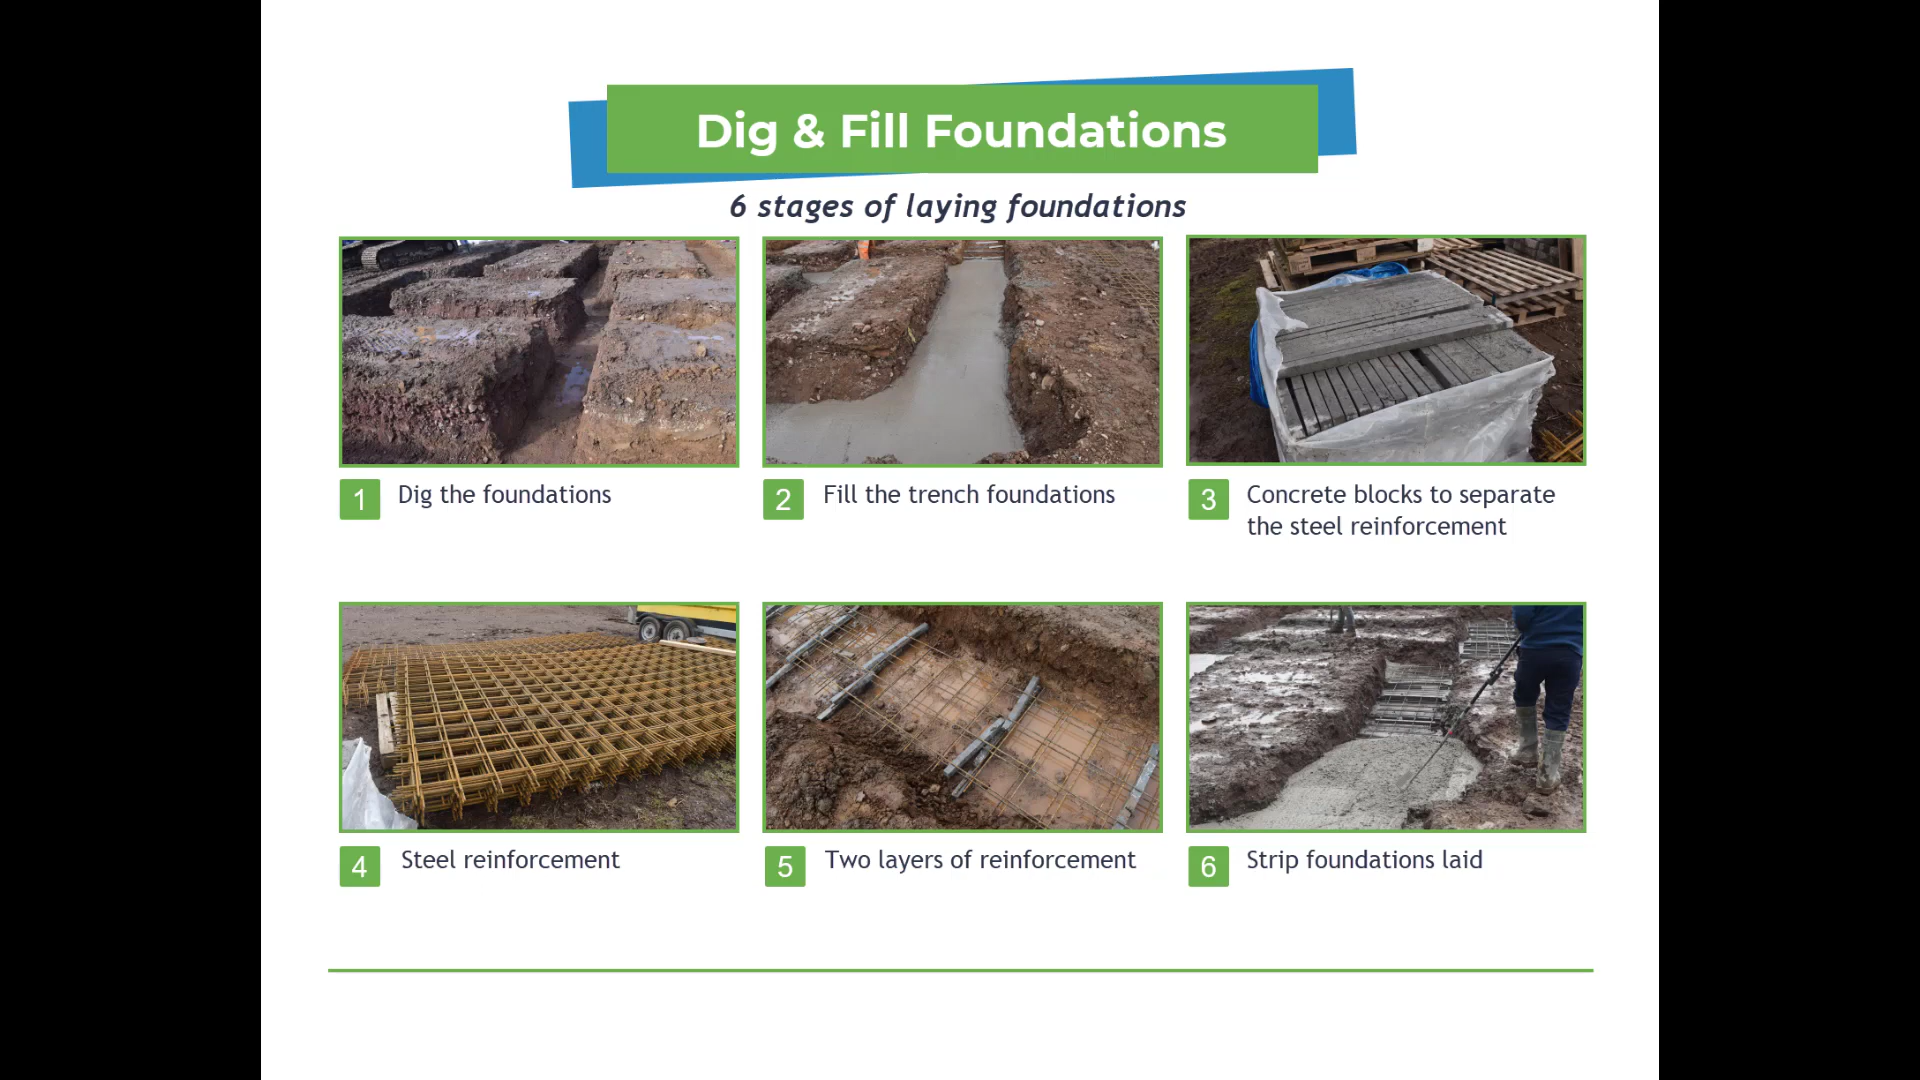 Dig & Fill Foundations
6 stages of laying foundations
1 Dig the foundations
2 Fill the trench foundations
3 Concrete blocks to separate
the steel reinforcement
4 Steel reinforcement
5 Two layers of reinforcement
6 Strip foundations laid